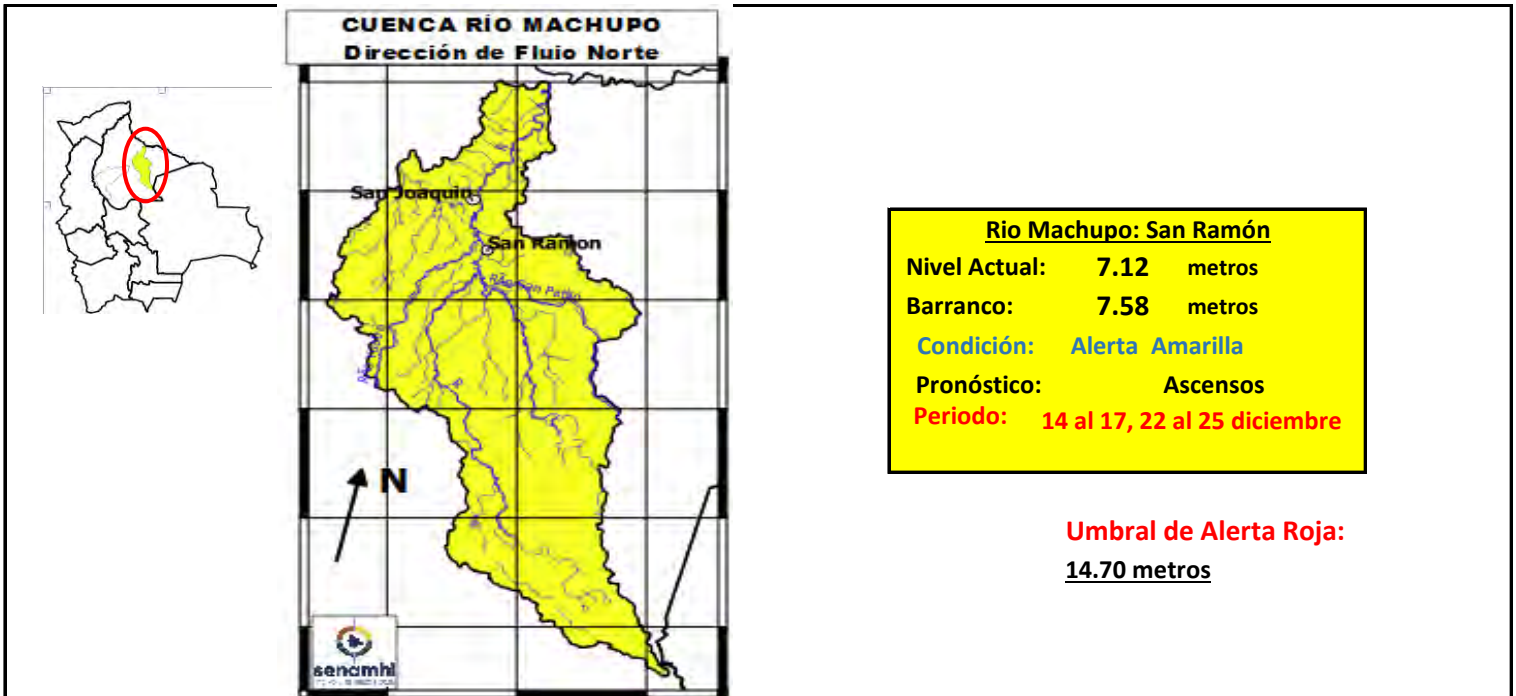 CUENCA RÍO MACHUPO
Dirección de Fluio Norte
San Joaquin
San Ramon
N
senamhi
Rio Machupo: San Ramón
Nivel Actual: 7.12 metros
Barranco: 7.58 metros
Condición: Alerta Amarilla
Pronóstico: Ascensos
Periodo: 14 al 17, 22 al 25 diciembre
Umbral de Alerta Roja:
14.70 metros